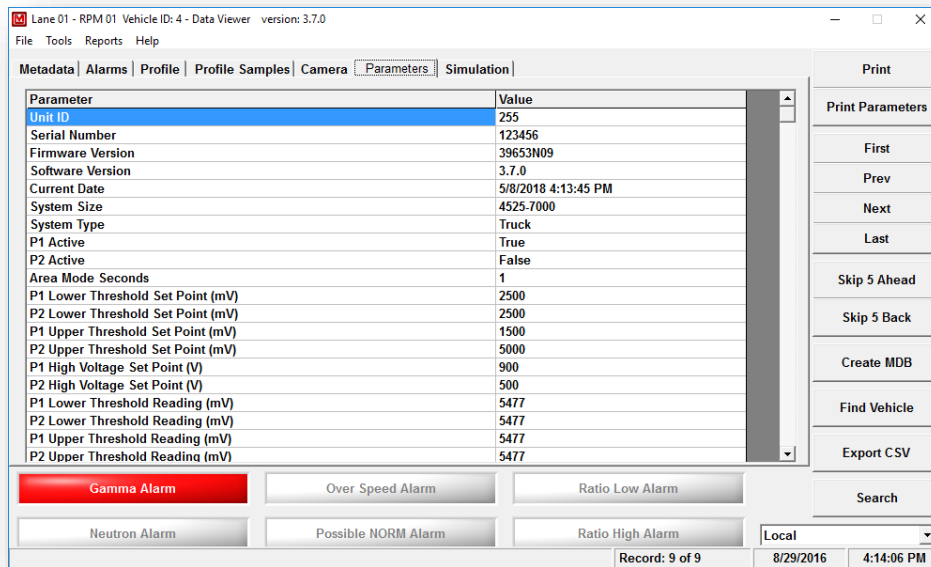 Lane 01 - RPM 01 Vehicle ID: 4 - Data Viewer version: 3.7.0
File Tools Reports Help
Metadata Alarms Profile Profile Samples Camera Parameters Simulation
Parameter Value
Unit ID 255
Serial Number 123456
Firmware Version 39653N09
Software Version 3.7.0
Current Date 5/8/2018 4:13:45 PM
System Size 4525-7000
System Type Truck
P1 Active True
P2 Active False
Area Mode Seconds 1
P1 Lower Threshold Set Point (mV) 2500
P2 Lower Threshold Set Point (mV) 2500
P1 Upper Threshold Set Point (mV) 1500
P2 Upper Threshold Set Point (mV) 5000
P1 High Voltage Set Point (V) 900
P2 High Voltage Set Point (V) 500
P1 Lower Threshold Reading (mV) 5477
P2 Lower Threshold Reading (mV) 5477
P1 Upper Threshold Reading (mV) 5477
P2 Upper Threshold Reading (mV) 5477
Print
Print Parameters
First
Prev
Next
Last
Skip 5 Ahead
Skip 5 Back
Create MDB
Find Vehicle
Export CSV
Search
Gamma Alarm Over Speed Alarm Ratio Low Alarm
Neutron Alarm Possible NORM Alarm Ratio High Alarm
Local
Record: 9 of 9 8/29/2016 4:14:06 PM